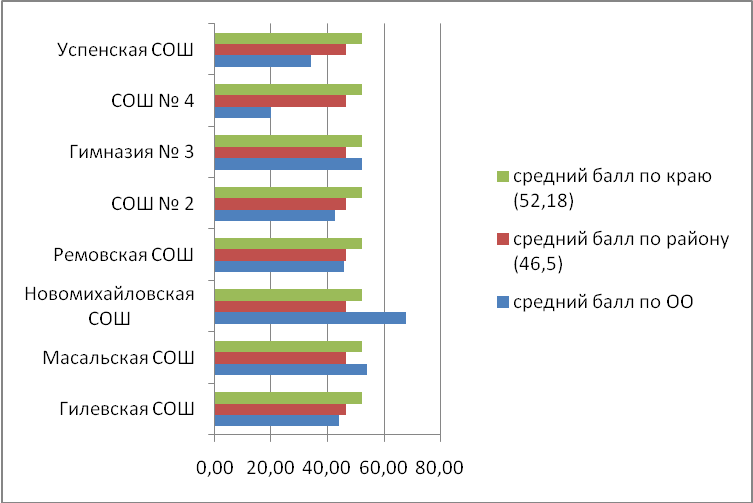 Успенская СОШ
СОШ № 4
Гимназия № 3
СОШ № 2
Ремовская СОШ
Новомихайловская
СОШ
Масальская СОШ
Гилевская СОШ
0,00 20,00 40,00 60,00 80,00
средний балл по краю
(52,18)
средний балл по району
(46,5)
средний балл по ОО